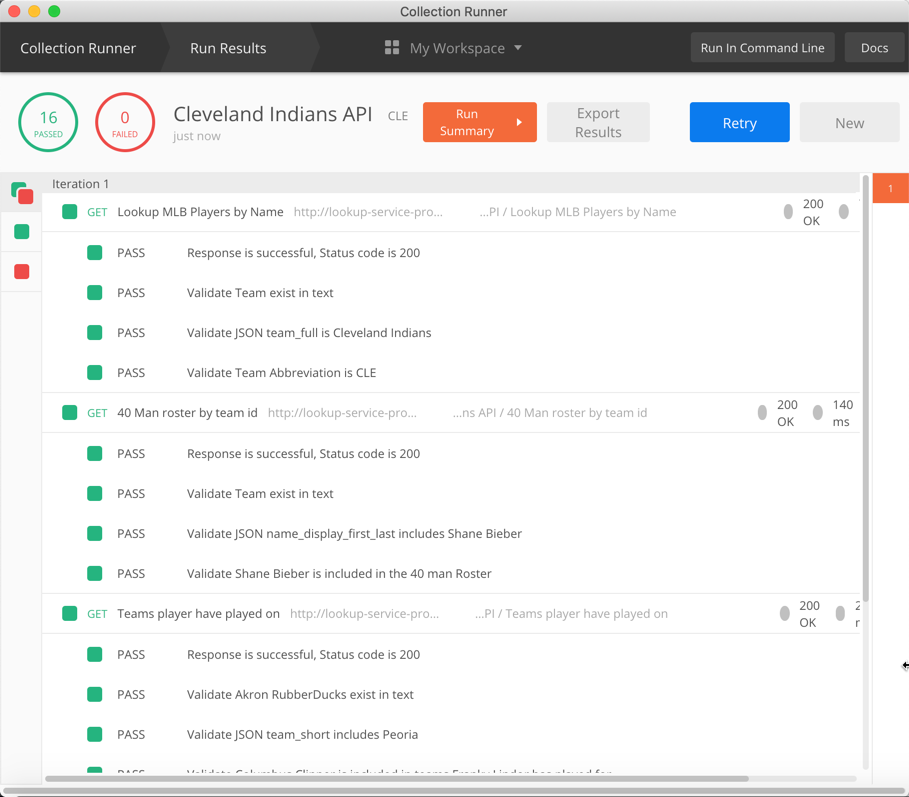 Collection Runner
Collection Runner
Run Results
My Workspace
Run In Command Line
Docs
16
PASSED
0
FAILED
Cleveland Indians API CLE
just now
Run
Summary
Export
Results
Retry
New
Iteration 1
1
GET Lookup MLB Players by Name http://lookup-service-pro... ...PI / Lookup MLB Players by Name 200 OK
PASS Response is successful, Status code is 200
PASS Validate Team exist in text
PASS Validate JSON team_full is Cleveland Indians
PASS Validate Team Abbreviation is CLE
GET 40 Man roster by team id http://lookup-service-pro... ...ns API / 40 Man roster by team id 200 OK 140 ms
PASS Response is successful, Status code is 200
PASS Validate Team exist in text
PASS Validate JSON name_display_first_last includes Shane Bieber
PASS Validate Shane Bieber is included in the 40 man Roster
GET Teams player have played on http://lookup-service-pro... ...PI / Teams player have played on 200 OK
PASS Response is successful, Status code is 200
PASS Validate Akron RubberDucks exist in text
PASS Validate JSON team_short includes Peoria